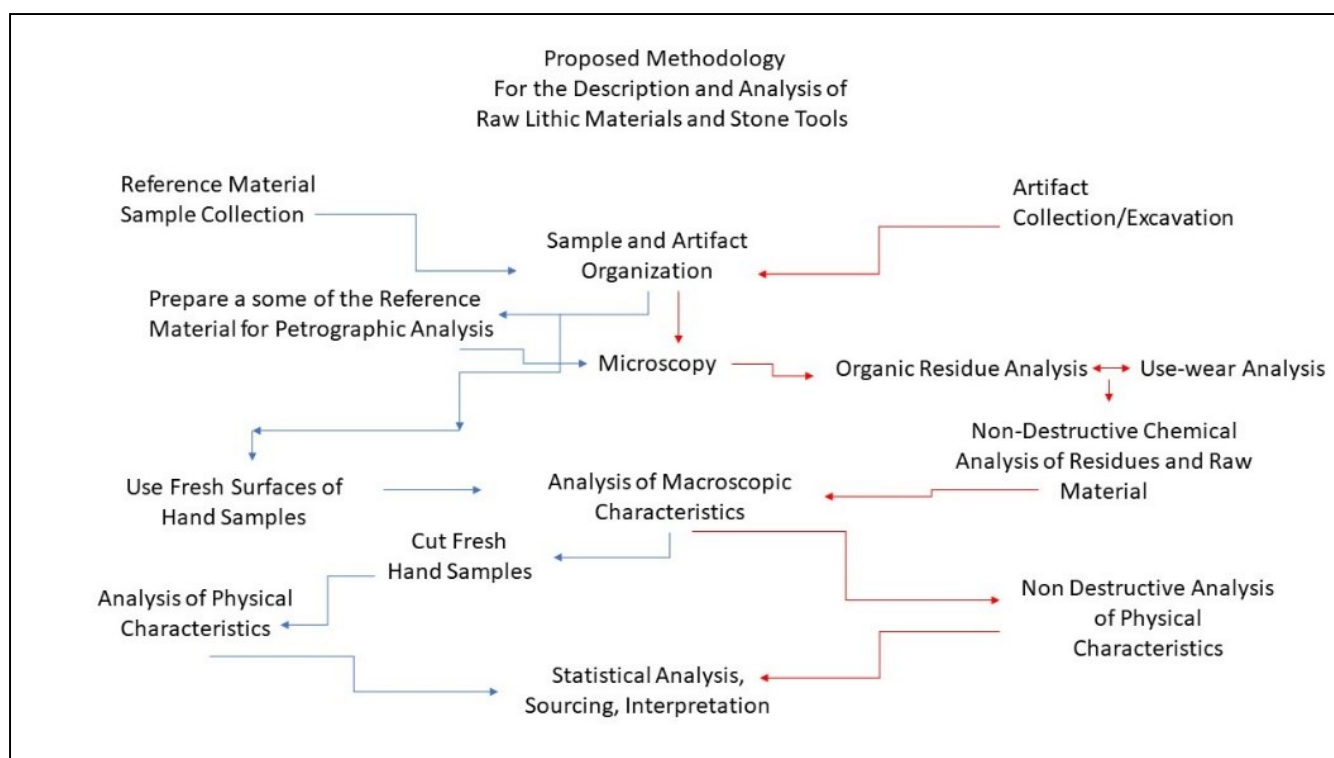 Proposed Methodology
For the Description and Analysis of
Raw Lithic Materials and Stone Tools
Reference Material
Sample Collection
Artifact
Collection/Excavation
Sample and Artifact
Organization
Prepare a some of the Reference
Material for Petrographic Analysis
Microscopy
Organic Residue Analysis
Use-wear Analysis
Non-Destructive Chemical
Analysis of Residues and Raw
Material
Use Fresh Surfaces of
Hand Samples
Analysis of Macroscopic
Characteristics
Cut Fresh
Hand Samples
Analysis of Physical
Characteristics
Non Destructive Analysis
of Physical
Characteristics
Statistical Analysis,
Sourcing, Interpretation